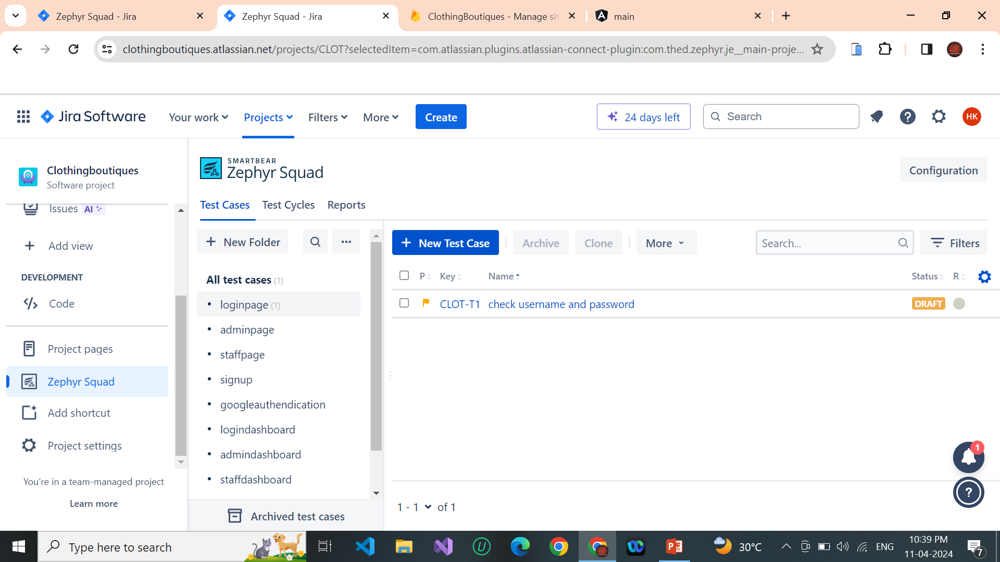 Zephyr Squad - Jira
Zephyr Squad - Jira
ClothingBoutiques - Manage sit
main
clothingboutiques.atlassian.net/projects/CLOT?selectedItem=com.atlassian.plugins.atlassian-connect-plugin:com.thed.zephyr.je__main-proje...
Jira Software
Your work
Projects
Filters
More
Create
24 days left
Search
HK
Clothingboutiques
Software project
Issues AI
Add view
DEVELOPMENT
Code
Project pages
Zephyr Squad
Add shortcut
Project settings
You're in a team-managed project
Learn more
SMARTBEAR
Zephyr Squad
Configuration
Test Cases
Test Cycles
Reports
+ New Folder
...
All test cases (1)
• loginpage (1)
• adminpage
• staffpage
• signup
• googleauthendication
• logindashboard
• admindashboard
• staffdashboard
Archived test cases
+ New Test Case
Archive
Clone
More
Search...
Filters
P Key Name Status R
CLOT-T1 check username and password DRAFT
1 - 1 of 1
1
?
Type here to search
30°C
ENG
10:39 PM
11-04-2024
7